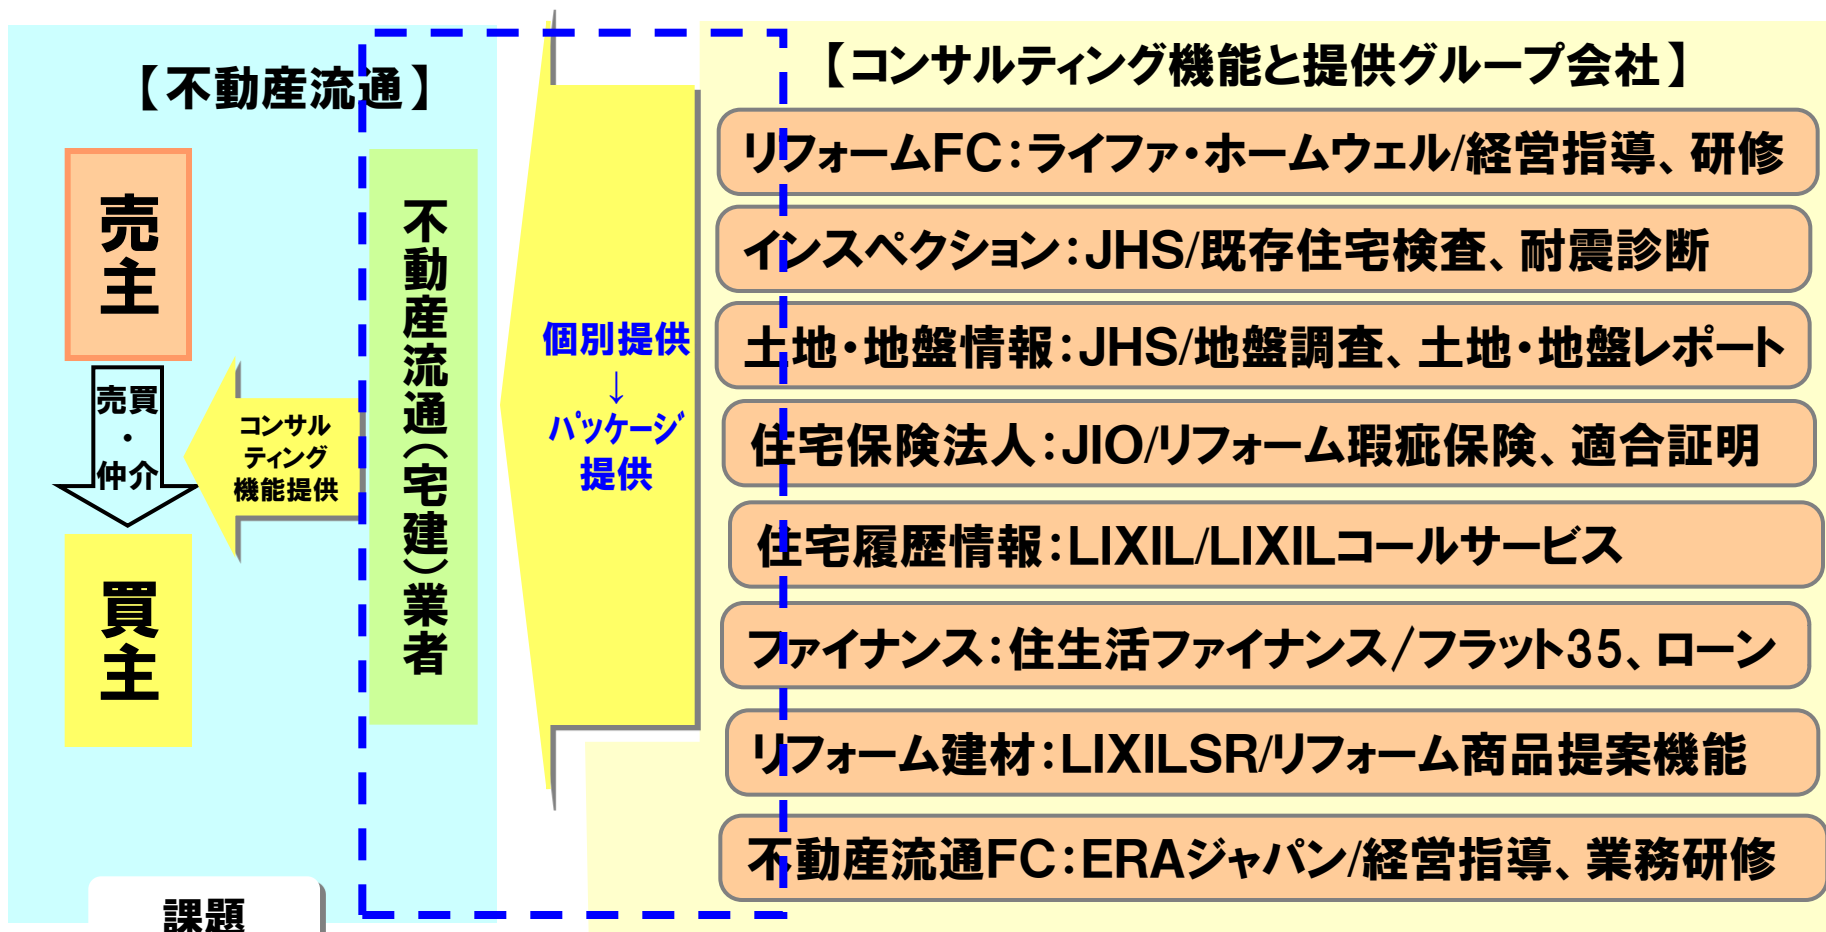 【不動産流通】
売主
売買
・
仲介
買主
コンサル
ティング
機能提供
不動産流通(宅建)業者
個別提供
↓
パッケージ
提供
【コンサルティング機能と提供グループ会社】
リフォームFC:ライファ・ホームウェル/経営指導、研修
インスペクション:JHS/既存住宅検査、耐震診断
土地・地盤情報:JHS/地盤調査、土地・地盤レポート
住宅保険法人:JIO/リフォーム瑕疵保険、適合証明
住宅履歴情報:LIXIL/LIXILコールサービス
ファイナンス:住生活ファイナンス/フラット35、ローン
リフォーム建材:LIXILSR/リフォーム商品提案機能
不動産流通FC:ERAジャパン/経営指導、業務研修
課題